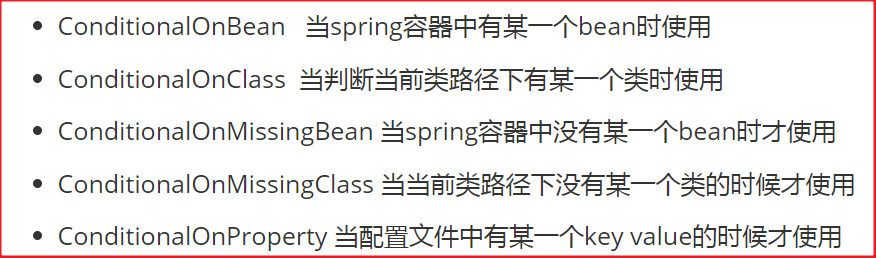 ConditionalOnBean 当spring容器中有某一个bean时使用
ConditionalOnClass 当判断当前类路径下有某一个类时使用
ConditionalOnMissingBean 当spring容器中没有某一个bean时才使用
ConditionalOnMissingClass 当当前类路径下没有某一个类的时候才使用
ConditionalOnProperty 当配置文件中有某一个key value的时候才使用